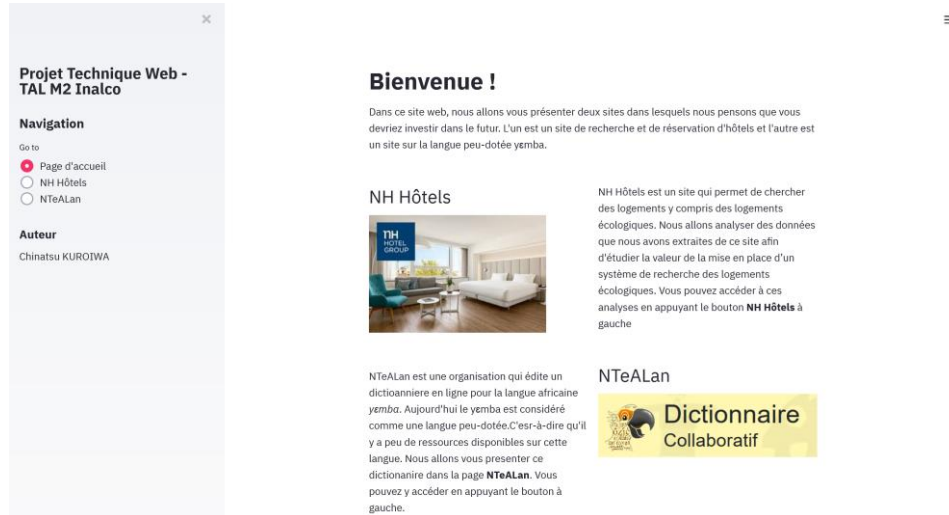 Projet Technique Web -
TAL M2 Inalco
Navigation
Go to
Page d'accueil
NH Hôtels
NTeALan
Auteur
Chinatsu KUROIWA
Bienvenue !
Dans ce site web, nous allons vous présenter deux sites dans lesquels nous pensons que vous
devriez investir dans le futur. L'un est un site de recherche et de réservation d'hôtels et l'autre est
un site sur la langue peu-dotée yɛmba.
NH Hôtels
NH
HOTEL
GROUP
NH Hôtels est un site qui permet de chercher
des logements y compris des logements
écologiques. Nous allons analyser des données
que nous avons extraites de ce site afin
d'étudier la valeur de la mise en place d'un
système de recherche des logements
écologiques. Vous pouvez accéder à ces
analyses en appuyant le bouton NH Hôtels à
gauche
NTeALan est une organisation qui édite un
dictioanniere en ligne pour la langue africaine
yɛmba. Aujourd'hui le yɛmba est considéré
comme une langue peu-dotée.C'esr-à-dire qu'il
y a peu de ressources disponibles sur cette
langue. Nous allons vous presenter ce
dictionanire dans la page NTeALan. Vous
pouvez y accéder en appuyant le bouton à
gauche.
NTeALan
Dictionnaire
Collaboratif